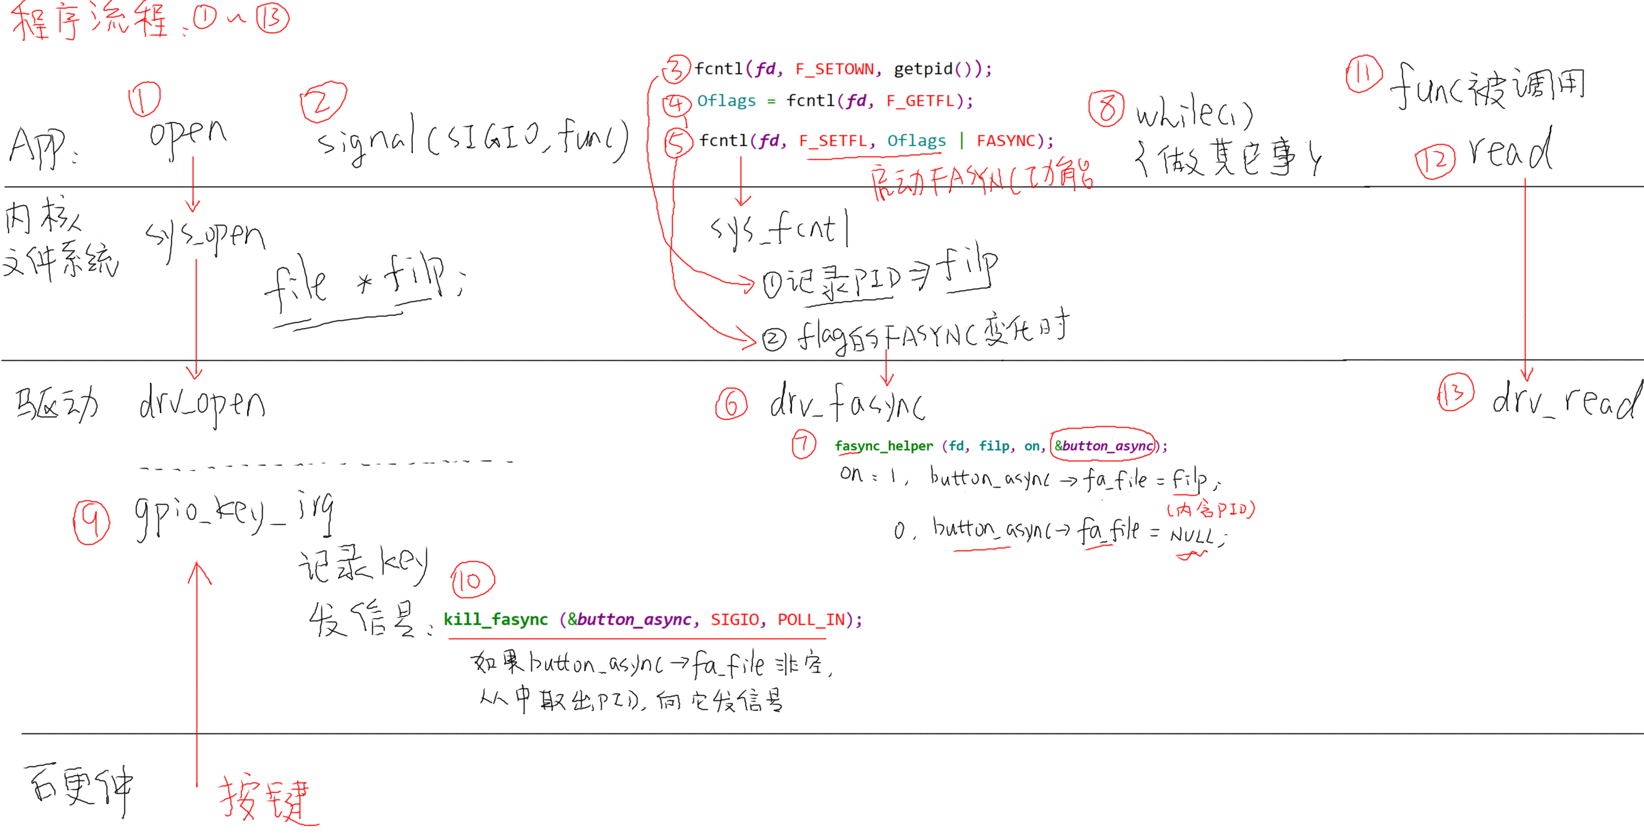 程序流程:①~⑬
App:
① open
② signal(SIGIO,func)
③ fcntl(fd, F_SETOWN, getpid());
④ Oflags = fcntl(fd, F_GETFL);
⑤ fcntl(fd, F_SETFL, Oflags | FASYNC);
启动FASYNC功能
⑧ while(1)
{做其它事}
⑪ func被调用
⑫ read
内核
文件系统
sys_open
file * filp;
sys_fcntl
①记录PID 到 filp
② flag的FASYNC变化时
驱动
drv_open
⑥ drv_fasync
⑦ fasync_helper (fd, filp, on, &button_async);
on: 1, button_async→fa_file = filp;
(内含PID)
0, button_async→fa_file = NULL;
⑬ drv_read
⑨ gpio_key_irq
记录key
⑩
发信号: kill_fasync (&button_async, SIGIO, POLL_IN);
如果button_async→fa_file非空,
从中取出PID,向它发信号
硬件
按键